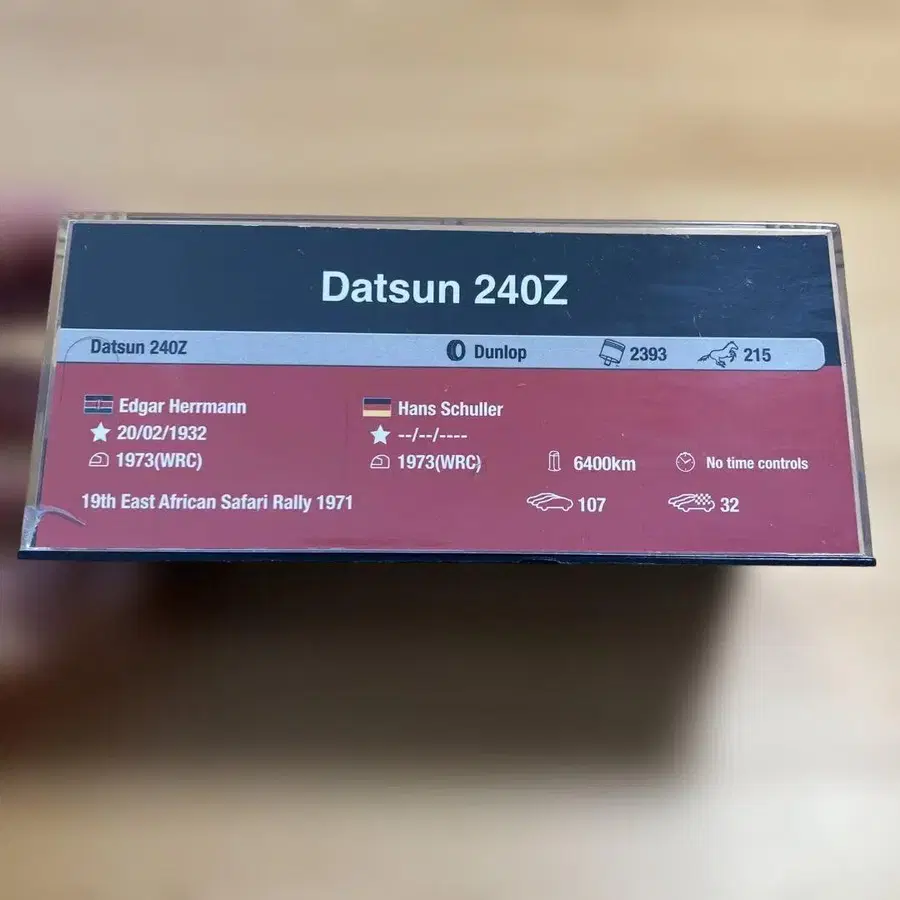 Datsun 240Z
Datsun 240Z Dunlop 2393 215
Edgar Herrmann Hans Schuller
20/02/1932 --/--/----
1973(WRC) 1973(WRC) 6400km No time controls
19th East African Safari Rally 1971 107 32